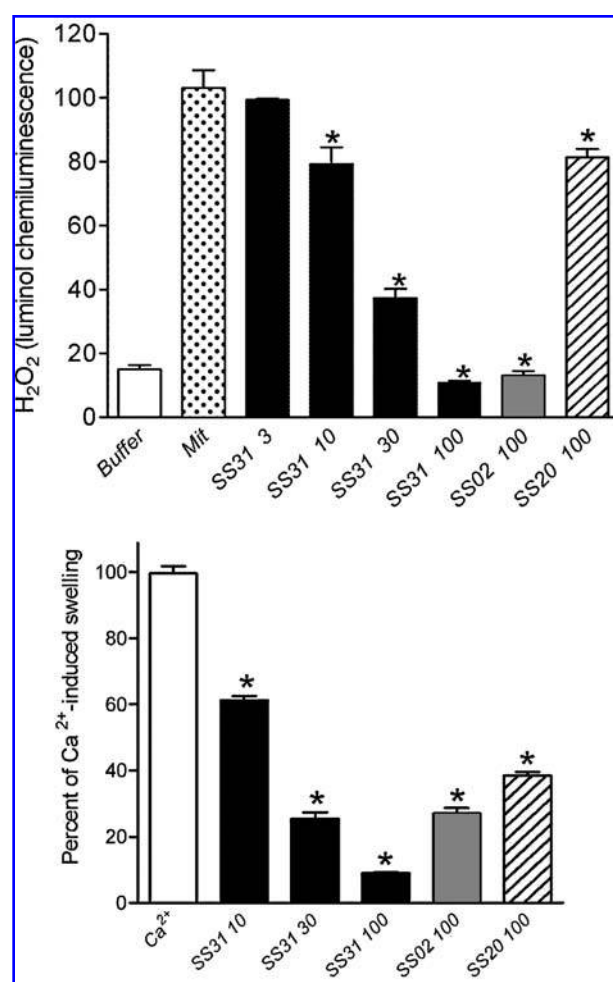 H₂O₂ (luminol chemiluminescence)
120
100
80
60
40
20
0
*
*
*
*
*
Buffer
Mit
SS31 3
SS31 10
SS31 30
SS31 100
SS02 100
SS20 100
Percent of Ca²⁺-induced swelling
100
80
60
40
20
0
*
*
*
*
*
Ca²⁺
SS31 10
SS31 30
SS31 100
SS02 100
SS20 100